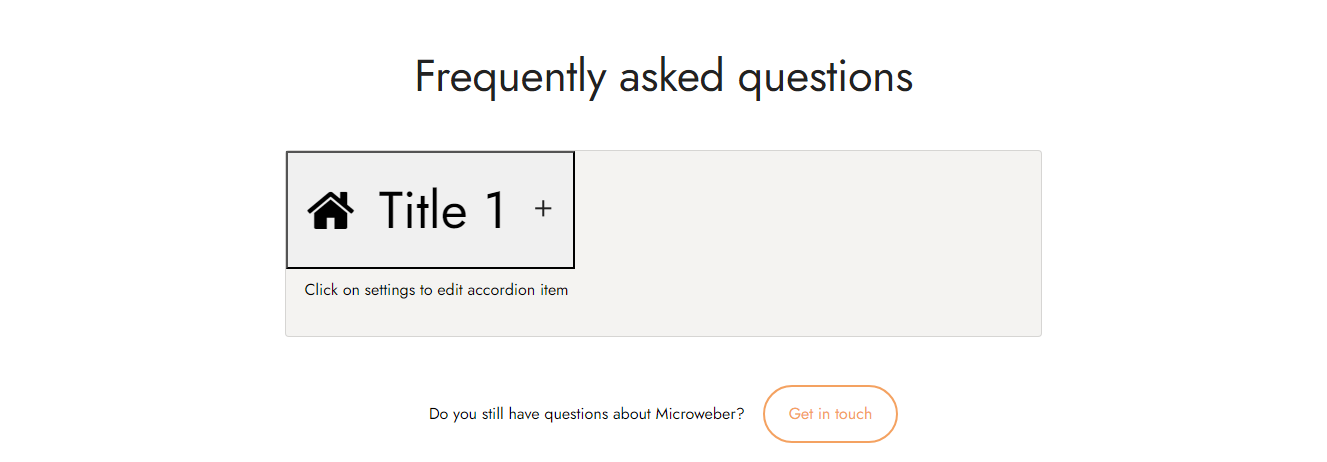 Frequently asked questions
Title 1 +
Click on settings to edit accordion item
Do you still have questions about Microweber? Get in touch